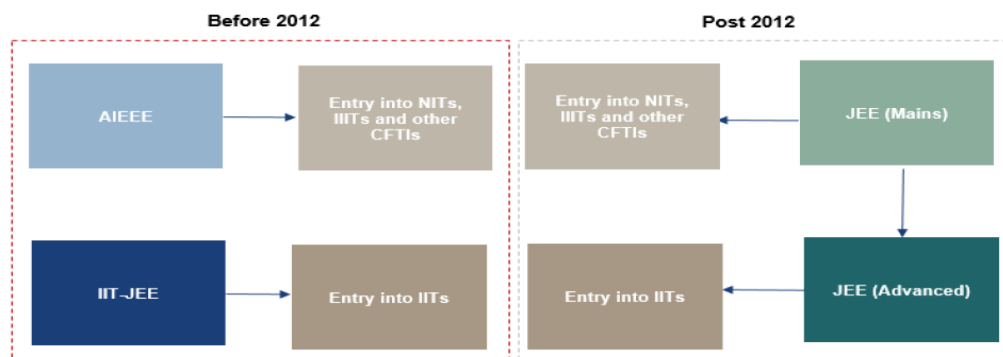 Before 2012
Post 2012
AIEEE
Entry into NITs,
IIITs and other
CFTIs
Entry into NITs,
IIITs and other
CFTIs
JEE (Mains)
IIT-JEE
Entry into IITs
Entry into IITs
JEE (Advanced)